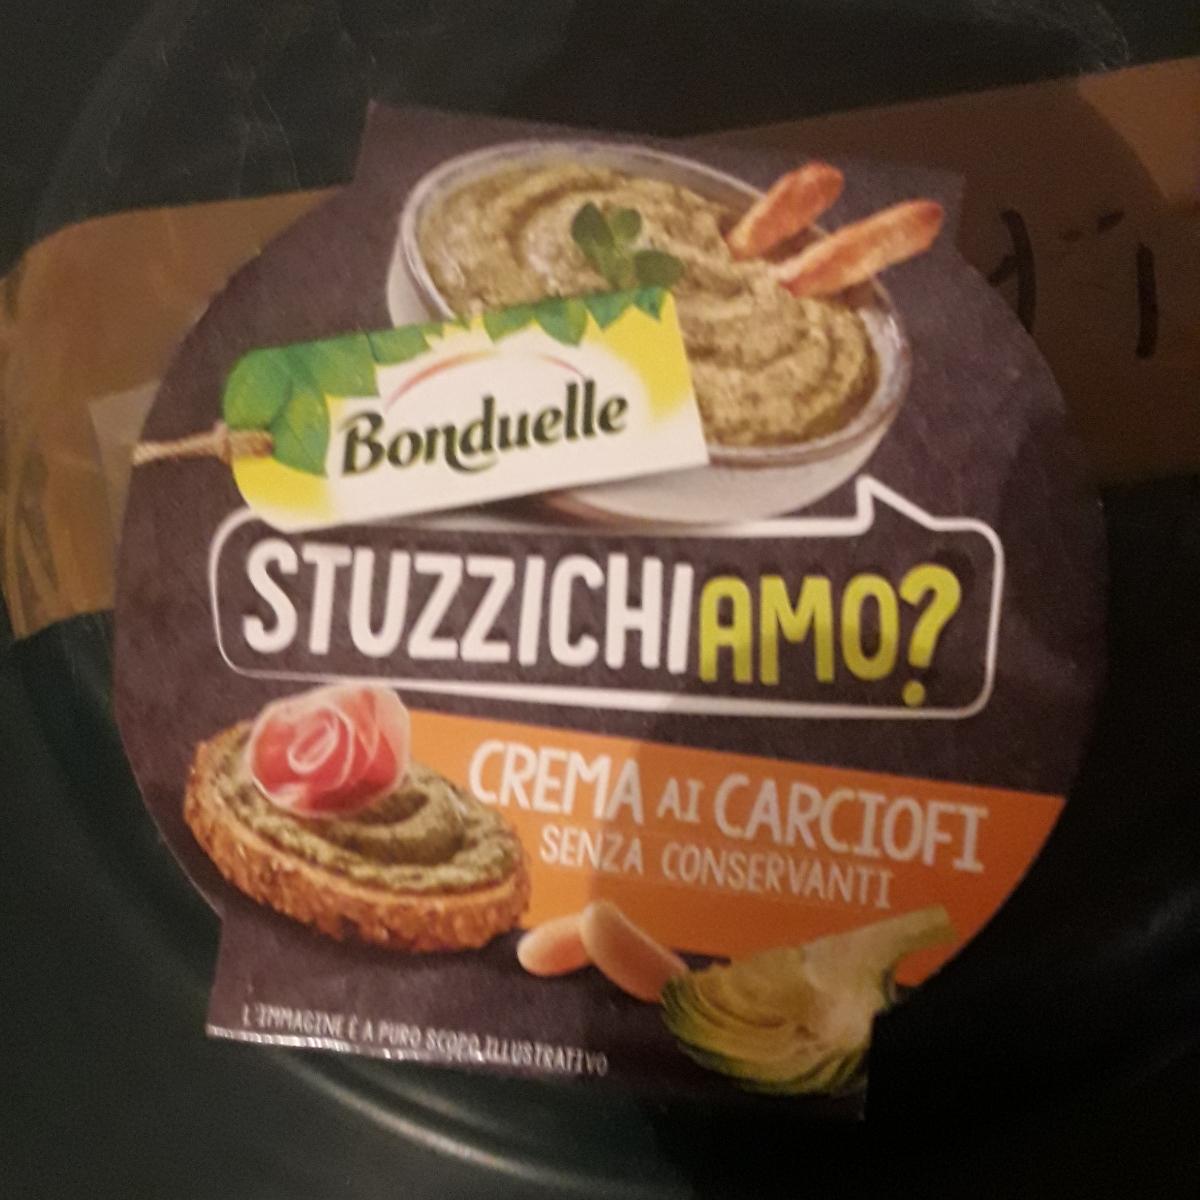 Bonduelle
STUZZICHIAMO?
CREMA AI CARCIOFI
SENZA CONSERVANTI
L'IMMAGINE È A PURO SCOPO ILLUSTRATIVO